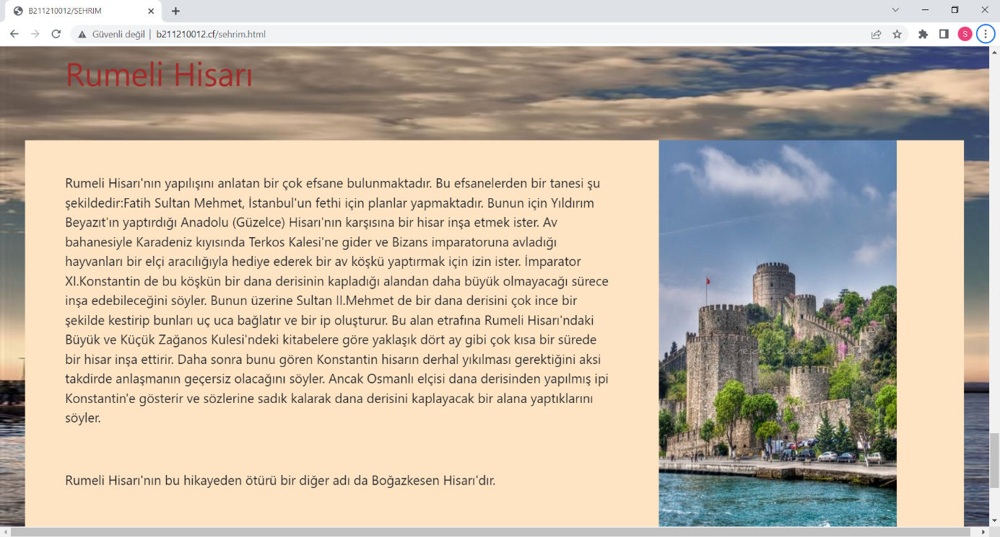 B211210012/SEHRIM
Güvenli değil | b211210012.cf/sehrim.html
S
Rumeli Hisarı
Rumeli Hisarı'nın yapılışını anlatan bir çok efsane bulunmaktadır. Bu efsanelerden bir tanesi şu
şekildedir:Fatih Sultan Mehmet, İstanbul'un fethi için planlar yapmaktadır. Bunun için Yıldırım
Beyazıt'ın yaptırdığı Anadolu (Güzelce) Hisarı'nın karşısına bir hisar inşa etmek ister. Av
bahanesiyle Karadeniz kıyısında Terkos Kalesi'ne gider ve Bizans imparatoruna avladığı
hayvanları bir elçi aracılığıyla hediye ederek bir av köşkü yaptırmak için izin ister. İmparator
XI.Konstantin de bu köşkün bir dana derisinin kapladığı alandan daha büyük olmayacağı sürece
inşa edebileceğini söyler. Bunun üzerine Sultan II.Mehmet de bir dana derisini çok ince bir
şekilde kestirip bunları uç uca bağlatır ve bir ip oluşturur. Bu alan etrafına Rumeli Hisarı'ndaki
Büyük ve Küçük Zağanos Kulesi'ndeki kitabelere göre yaklaşık dört ay gibi çok kısa bir sürede
bir hisar inşa ettirir. Daha sonra bunu gören Konstantin hisarın derhal yıkılması gerektiğini aksi
takdirde anlaşmanın geçersiz olacağını söyler. Ancak Osmanlı elçisi dana derisinden yapılmış ipi
Konstantin'e gösterir ve sözlerine sadık kalarak dana derisini kaplayacak bir alana yaptıklarını
söyler.
Rumeli Hisarı'nın bu hikayeden ötürü bir diğer adı da Boğazkesen Hisarı'dır.